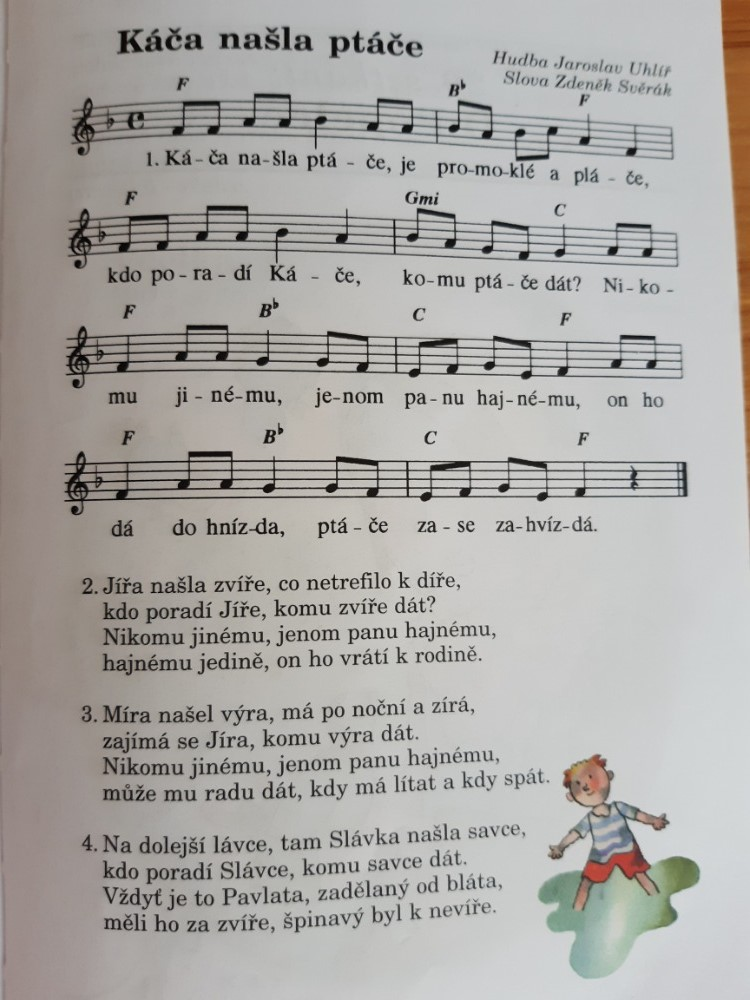 Káča našla ptáče
Hudba Jaroslav Uhlíř
Slova Zdeněk Svěrák
F B♭ F
1. Ká-ča na-šla ptá-če, je pro-mo-klé a plá-če,
F Gmi C
kdo po-ra-dí Ká-če, ko-mu ptá-če dát? Ni-ko-
F B♭ C F
mu ji-né-mu, je-nom pa-nu haj-né-mu, on ho
F B♭ C F
dá do hníz-da, ptá-če za-se za-hvíz-dá.
2. Jířa našla zvíře, co netrefilo k díře,
kdo poradí Jíře, komu zvíře dát?
Nikomu jinému, jenom panu hajnému,
hajnému jedině, on ho vrátí k rodině.
3. Míra našel výra, má po noční a zírá,
zajímá se Jíra, komu výra dát.
Nikomu jinému, jenom panu hajnému,
může mu radu dát, kdy má lítat a kdy spát.
4. Na dolejší lávce, tam Slávka našla savce,
kdo poradí Slávce, komu savce dát.
Vždyť je to Pavlata, zadělaný od bláta,
měli ho za zvíře, špinavý byl k nevíře.